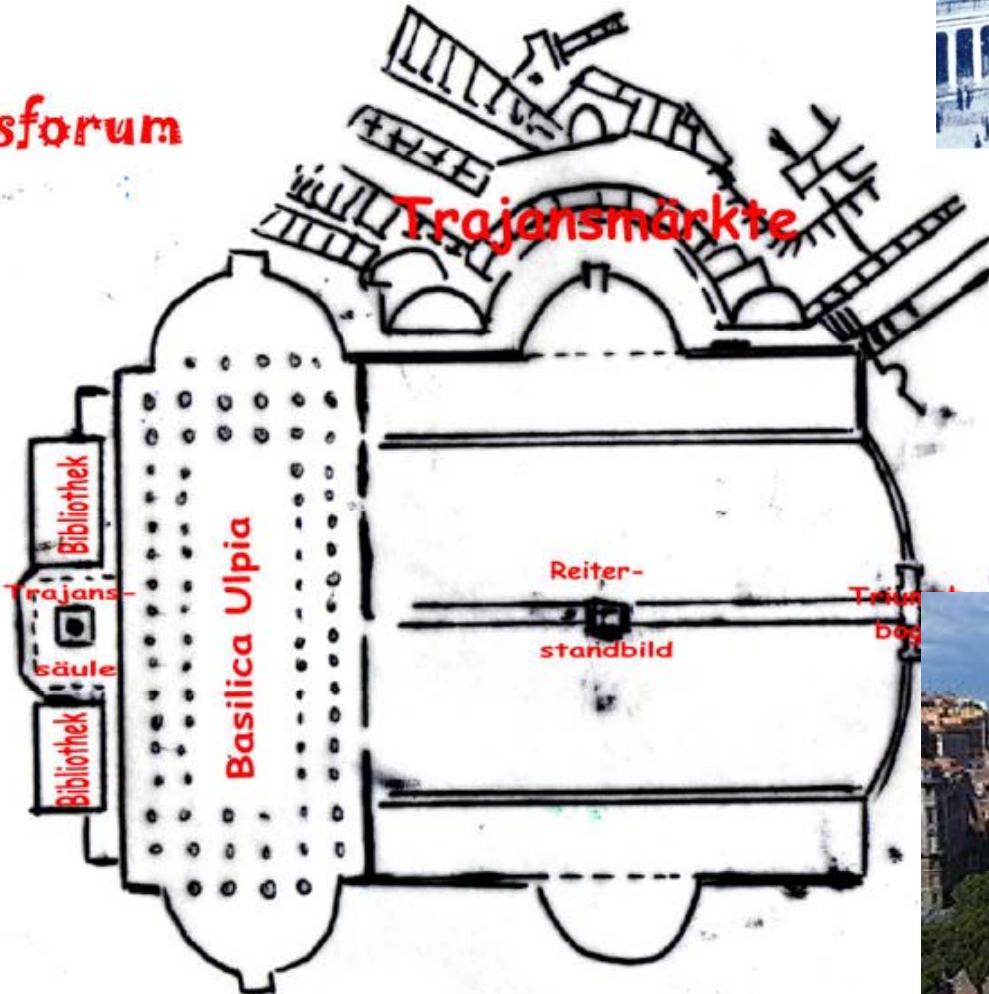 sforum
Trajansmärkte
Bibliothek
Trajans-
säule
Bibliothek
Basilica Ulpia
Reiter-
standbild